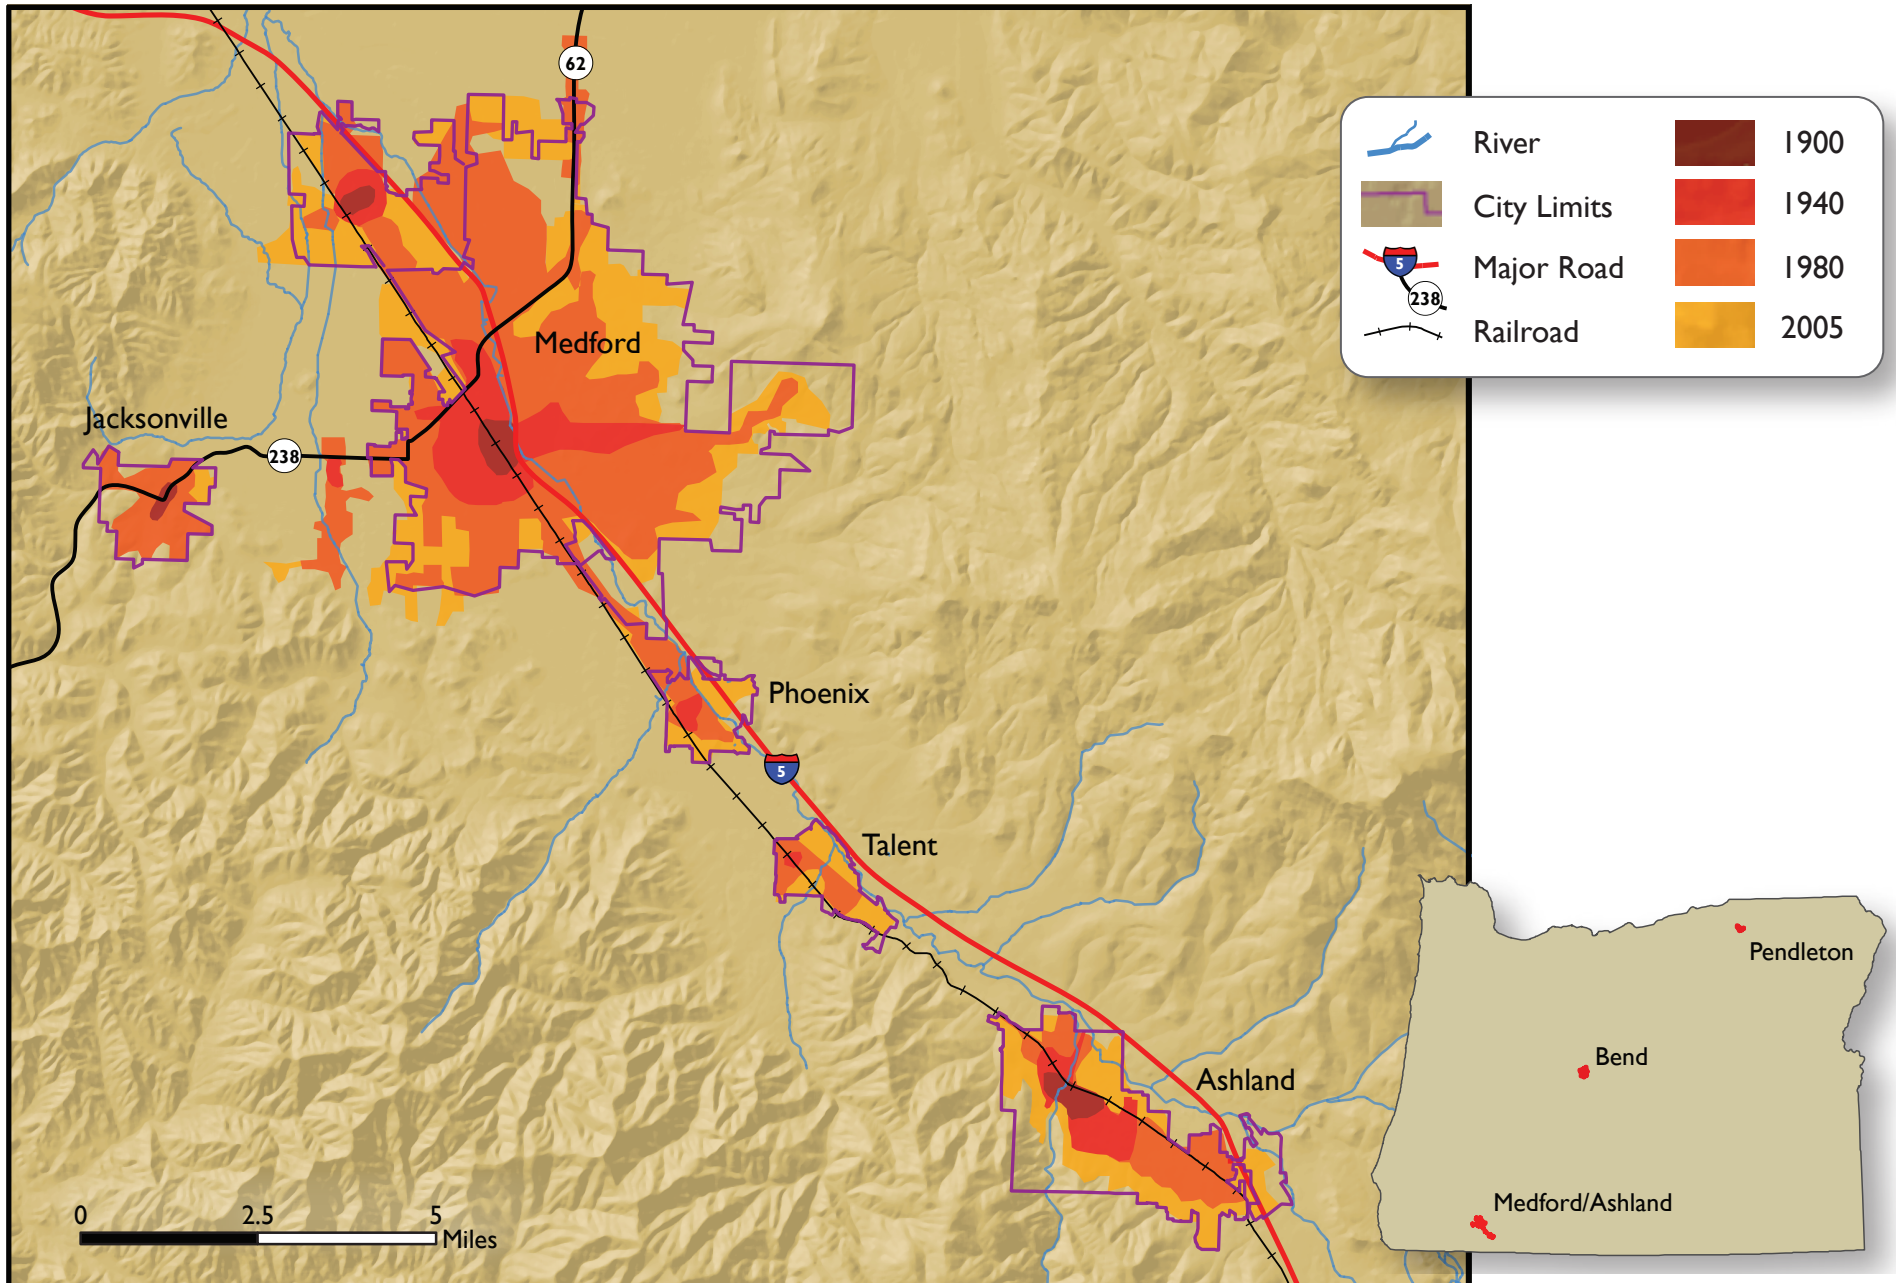 62
River
1900
City Limits
1940
5
Major Road
238
1980
Railroad
2005
Medford
Jacksonville
238
Phoenix
5
Talent
Ashland
Pendleton
Bend
Medford/Ashland
0 2.5 5
Miles